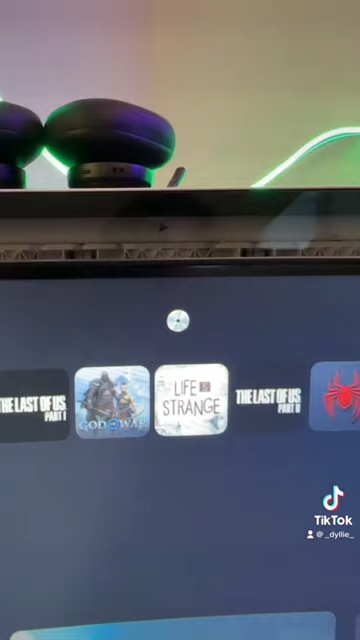 THE LAST OF US
PART I
GOD OF WAR
LIFE IS
STRANGE
THE LAST OF US
PART II
TikTok
@_dyllie_